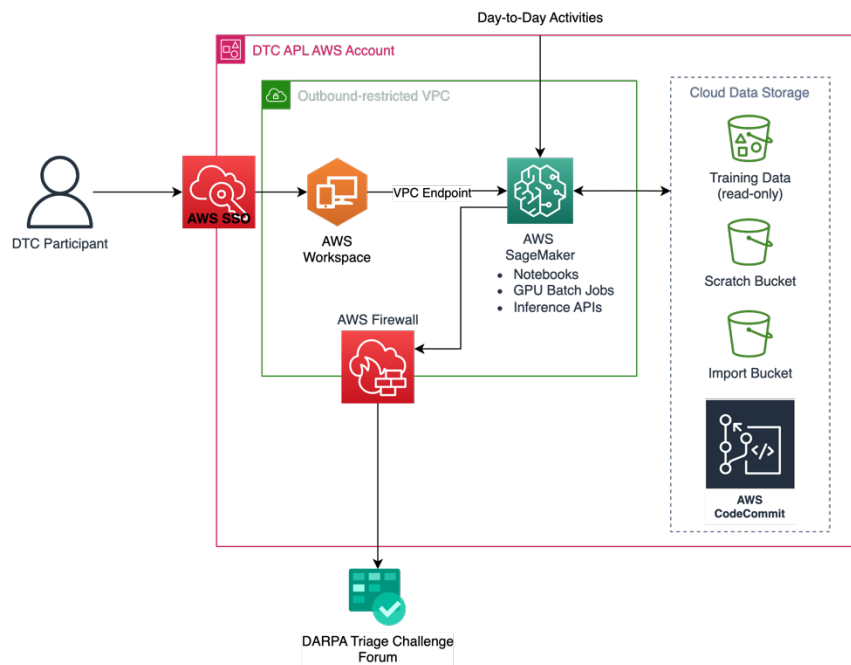 Day-to-Day Activities
DTC APL AWS Account
Outbound-restricted VPC
Cloud Data Storage
Training Data
(read-only)
VPC Endpoint
AWS SSO
DTC Participant
AWS
Workspace
AWS
SageMaker
• Notebooks
• GPU Batch Jobs
• Inference APIs
Scratch Bucket
AWS Firewall
Import Bucket
AWS
CodeCommit
DARPA Triage Challenge
Forum